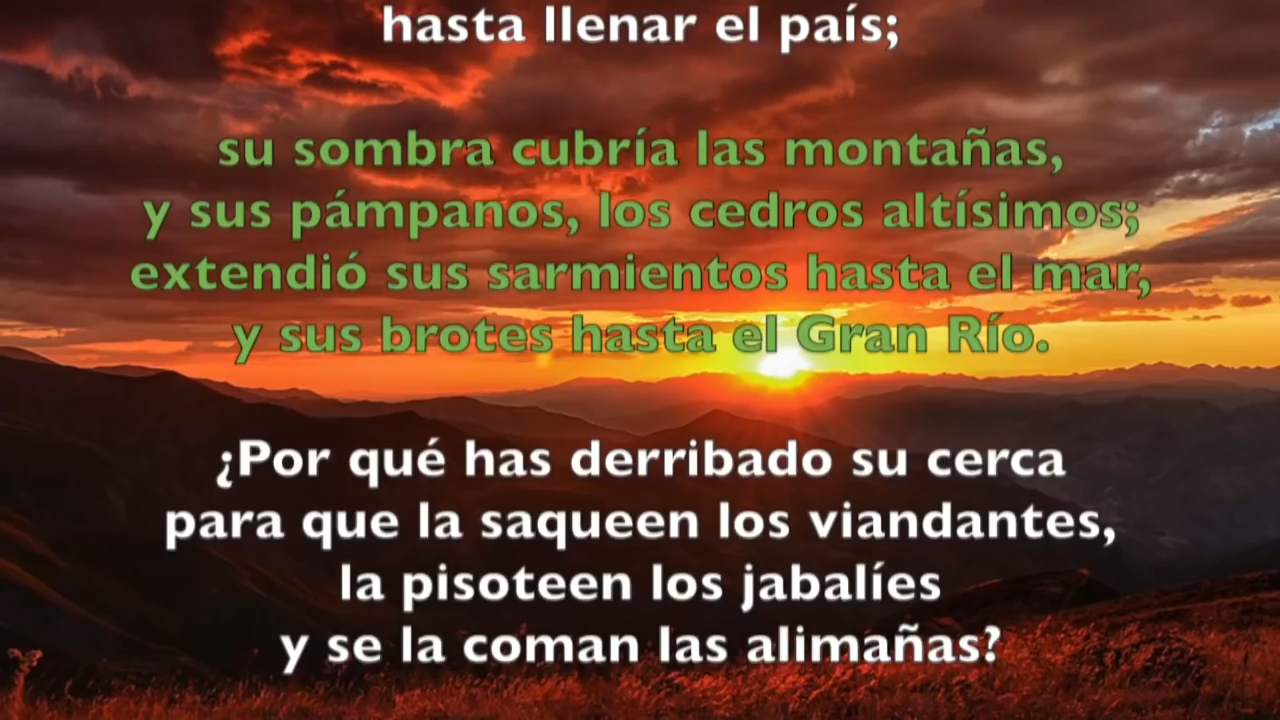 hasta llenar el país;
su sombra cubría las montañas,
y sus pámpanos, los cedros altísimos;
extendió sus sarmientos hasta el mar,
y sus brotes hasta el Gran Río.
¿Por qué has derribado su cerca
para que la saqueen los viandantes,
la pisoteen los jabalíes
y se la coman las alimañas?